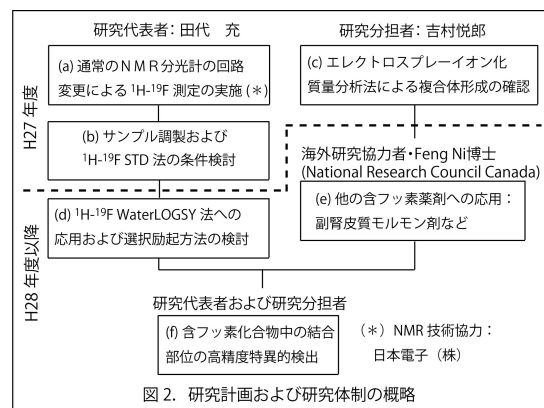 研究代表者：田代　充
研究分担者：吉村悦郎
H27 年度
(a) 通常のＮＭＲ分光計の回路
変更による ¹H-¹⁹F 測定の実施 (＊)
(c) エレクトロスプレーイオン化
質量分析法による複合体形成の確認
(b) サンプル調製および
¹H-¹⁹F STD 法の条件検討
海外研究協力者・Feng Ni博士
(National Research Council Canada)
H28 年度以降
(d) ¹H-¹⁹F WaterLOGSY 法への
応用および選択励起方法の検討
(e) 他の含フッ素薬剤への応用：
副腎皮質モルモン剤など
研究代表者および研究分担者
(f) 含フッ素化合物中の結合
部位の高精度特異的検出
（＊）NMR 技術協力：
日本電子（株）
図 2．研究計画および研究体制の概略